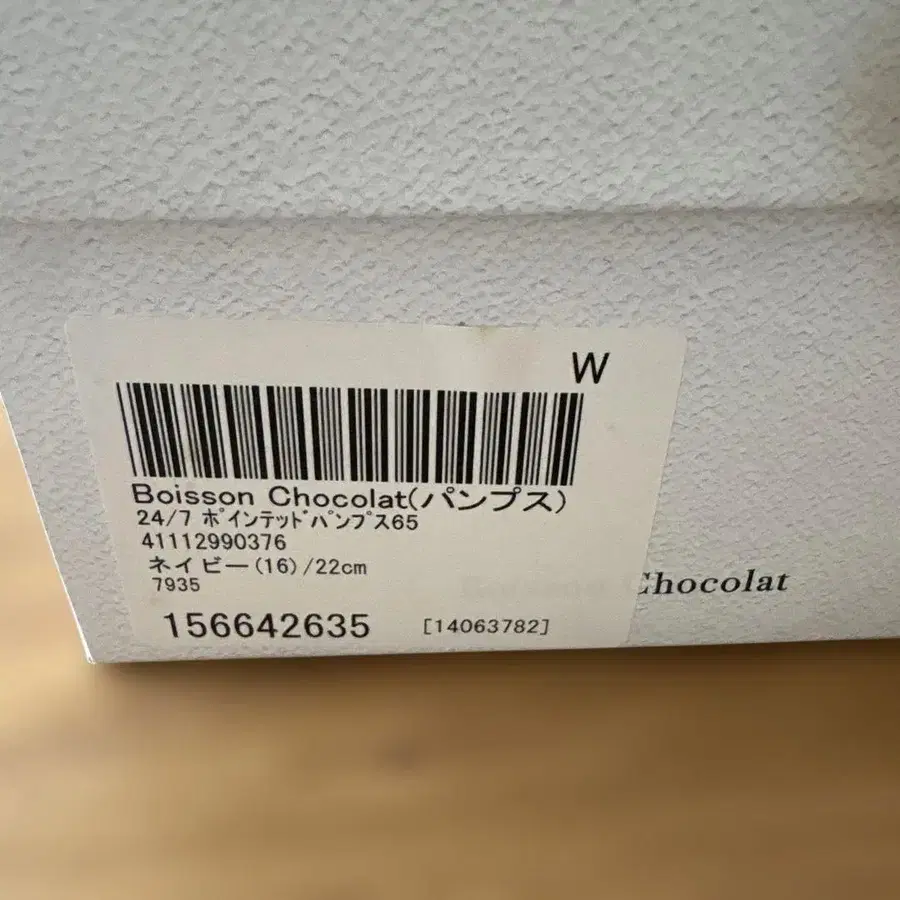 W
Boisson Chocolat(パンプス)
24/7 ポインテッドパンプス65
41112990376
ネイビー(16)/22cm
7935
Chocolat
156642635 [14063782]